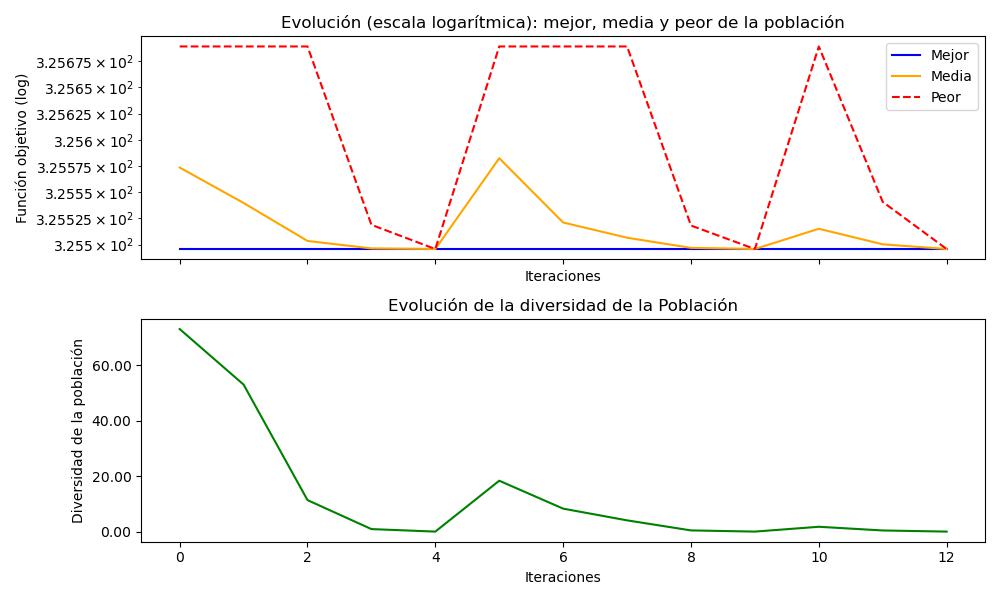 Evolución (escala logarítmica): mejor, media y peor de la población
Función objetivo (log)
3.25675 × 10²
3.2565 × 10²
3.25625 × 10²
3.256 × 10²
3.25575 × 10²
3.2555 × 10²
3.25525 × 10²
3.255 × 10²
Mejor
Media
Peor
Iteraciones
Evolución de la diversidad de la Población
Diversidad de la población
60.00
40.00
20.00
0.00
0 2 4 6 8 10 12
Iteraciones